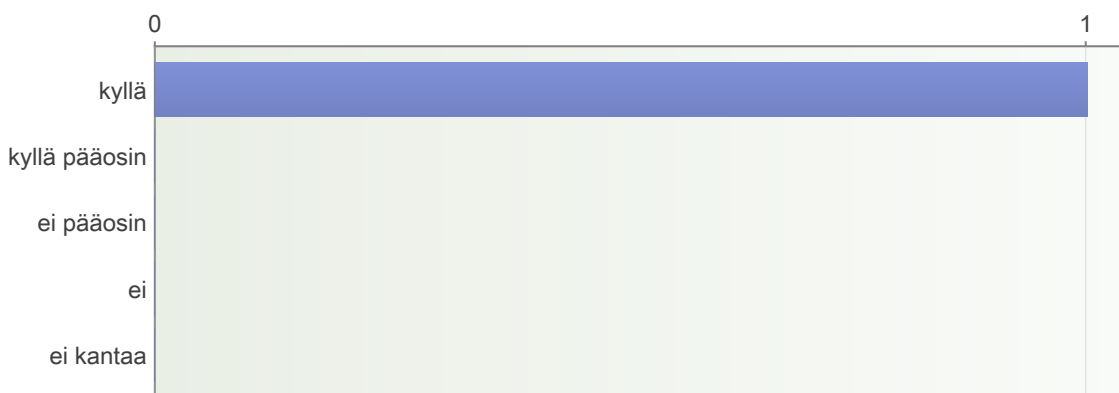 0 1
kyllä
kyllä pääosin
ei pääosin
ei
ei kantaa